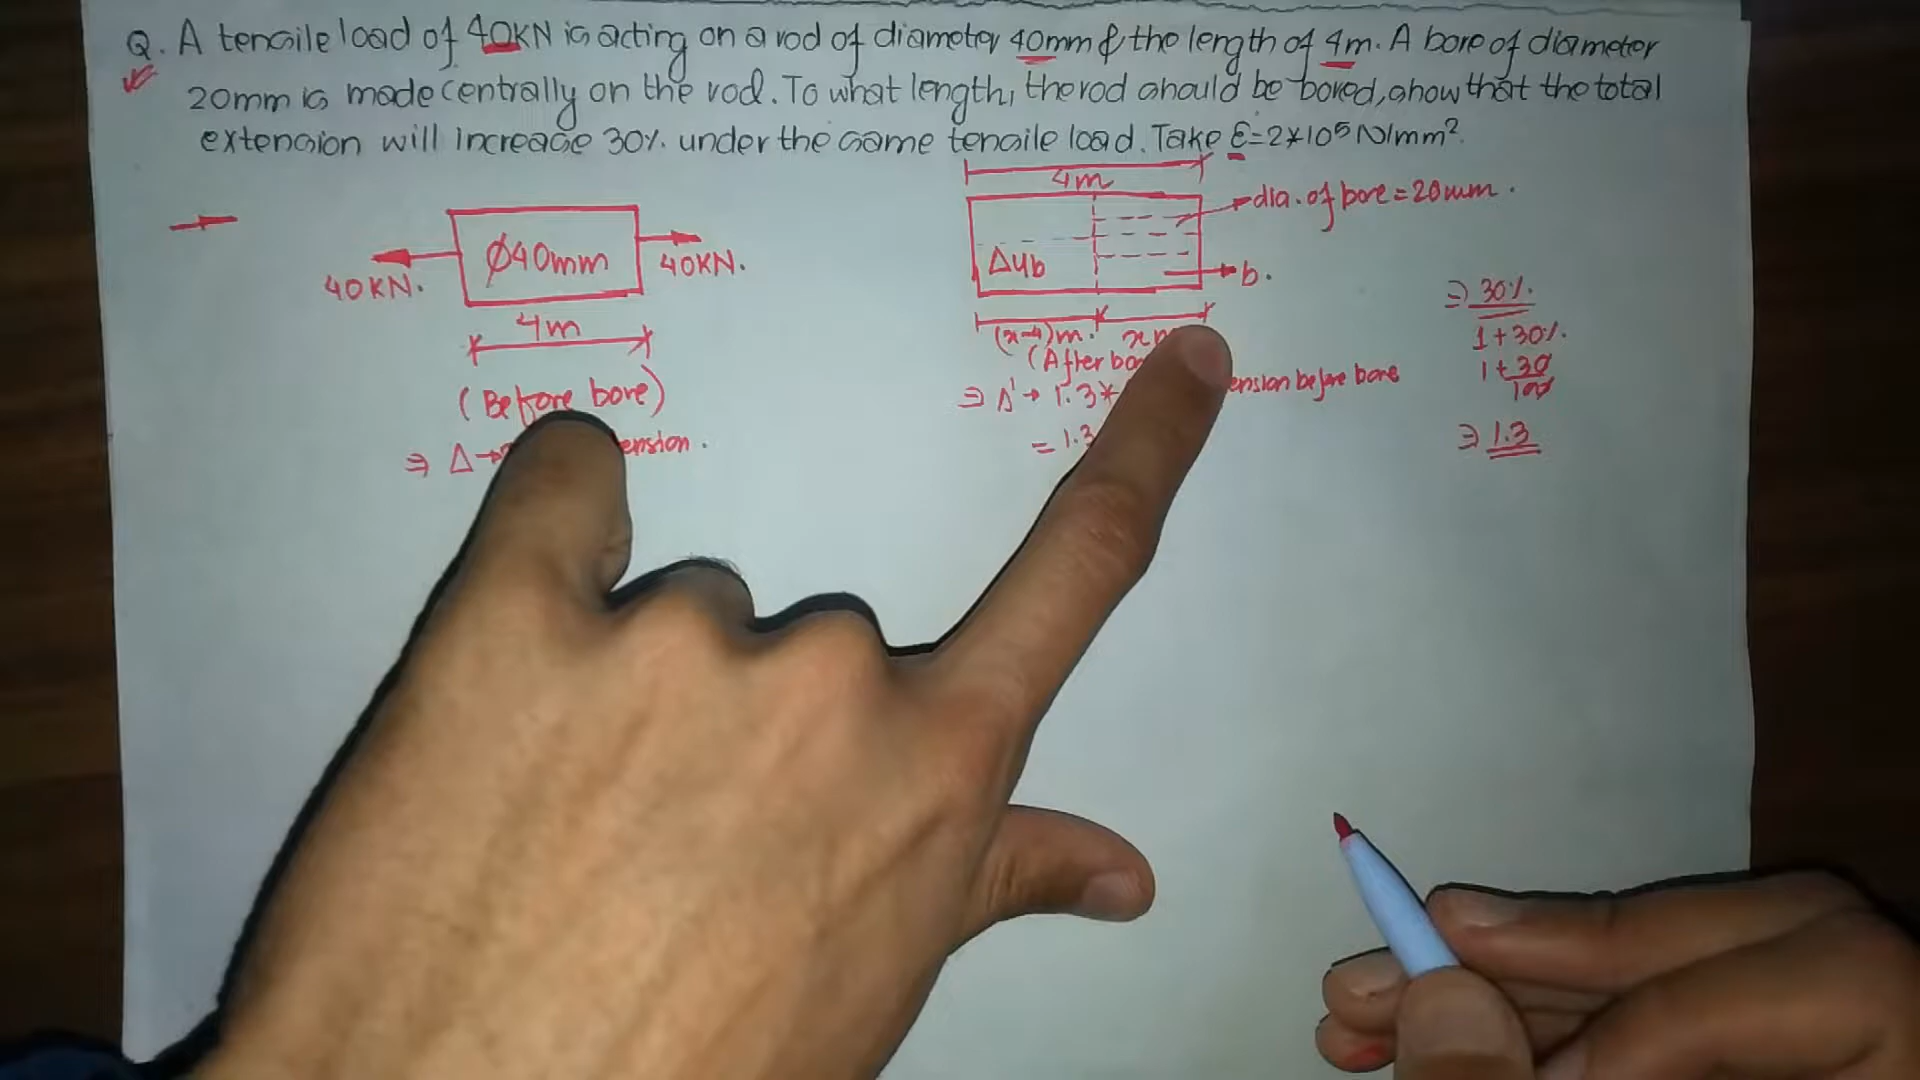 Q. A tensile load of 40KN is acting on a rod of diameter 40mm & the length of 4m. A bore of diameter
20mm is made centrally on the rod. To what length, the rod should be bored, show that the total
extension will increase 30%. under the same tensile load. Take E=2*10⁵ N/mm².
4m
dia. of bore = 20mm.
Ø40mm
40KN.
40KN.
Δub
b.
4m
(x-4)m.
(After
(Before bore)
⇒ Δ' → 1.3*
ension before bore
= 1.3
⇒ Δ →
ension.
⇒ 30%.
1+30%.
1+30/100
⇒ 1.3